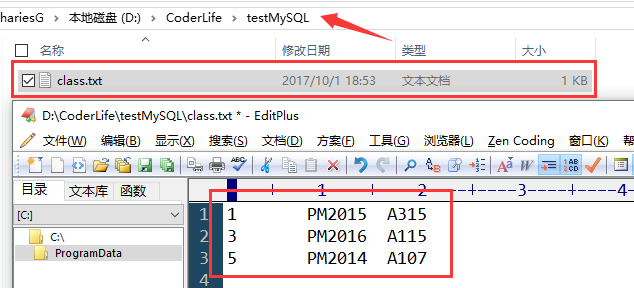 hariesG > 本地磁盘 (D:) > CoderLife > testMySQL
名称 修改日期 类型 大小
class.txt 2017/10/1 18:53 文本文档 1 KB
D:\CoderLife\testMySQL\class.txt * - EditPlus
文件(W) 编辑(B) 显示(X) 搜索(S) 文档(D) 方案(F) 工具(G) 浏览器(L) Zen Coding 窗口(K) 帮
目录 文本库 函数
[C:]
C:\
ProgramData
----+----1----+----2----+----3----+----4-
1 1 PM2015 A315
2 3 PM2016 A115
3 5 PM2014 A107
4